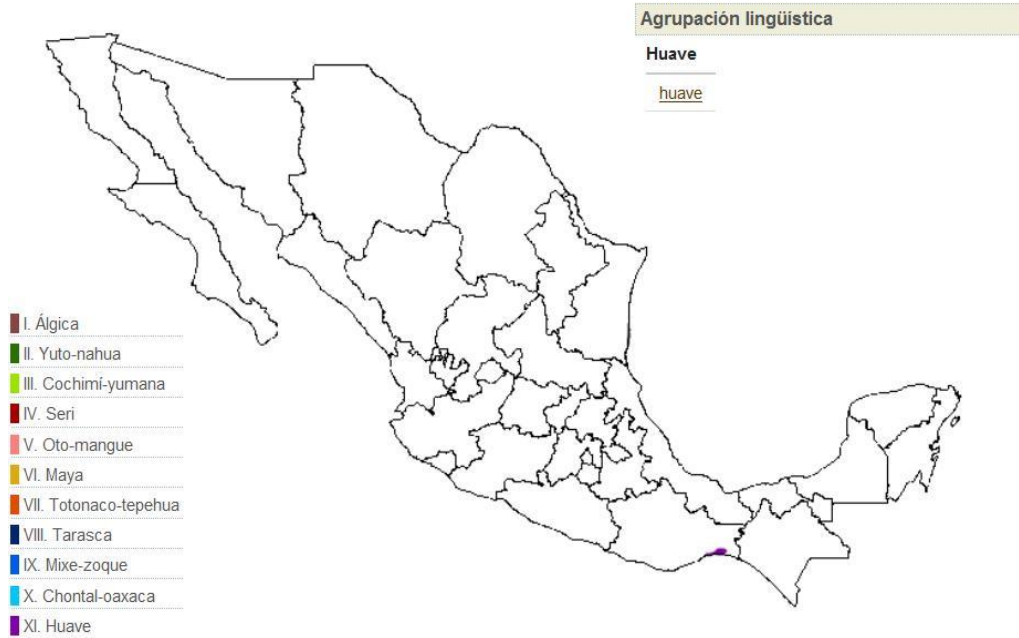 Agrupación lingüística
Huave
huave
I. Álgica
II. Yuto-nahua
III. Cochimí-yumana
IV. Seri
V. Oto-mangue
VI. Maya
VII. Totonaco-tepehua
VIII. Tarasca
IX. Mixe-zoque
X. Chontal-oaxaca
XI. Huave